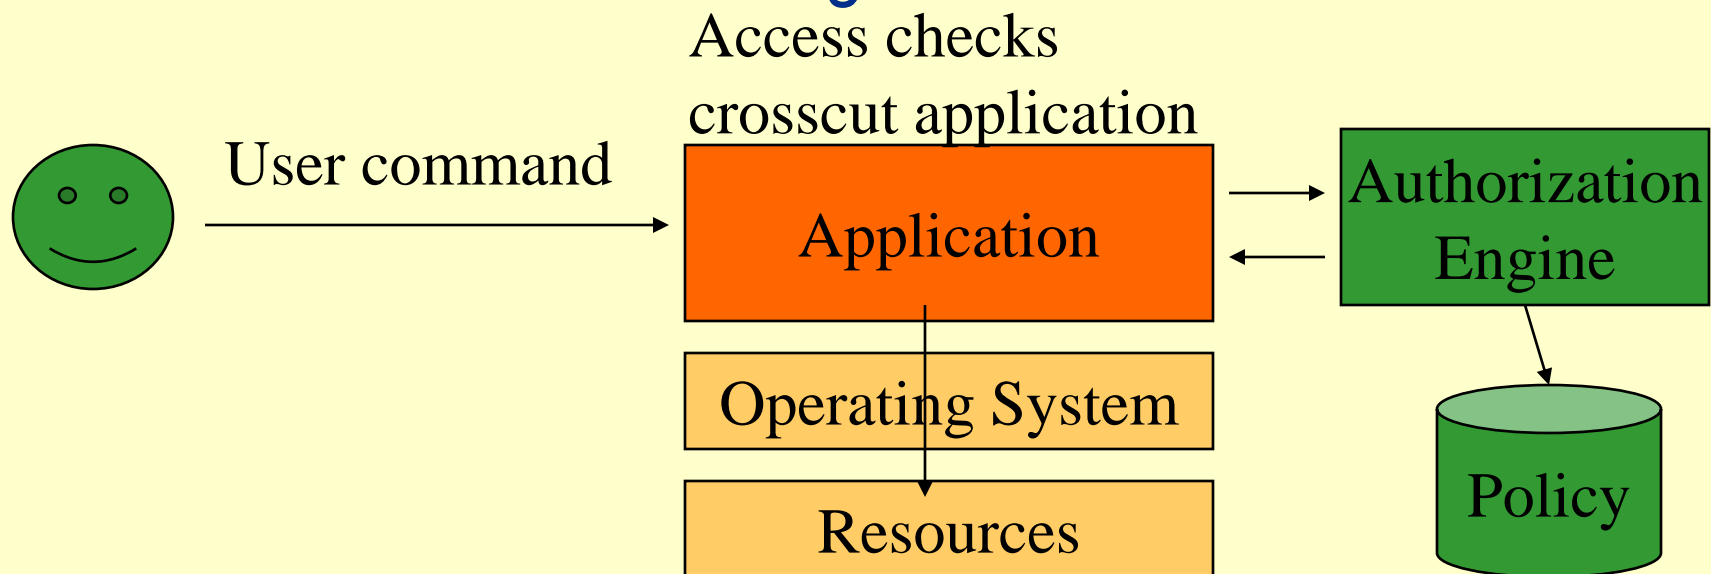 Access checks
crosscut application
User command
Application
Authorization
Engine
Operating System
Policy
Resources